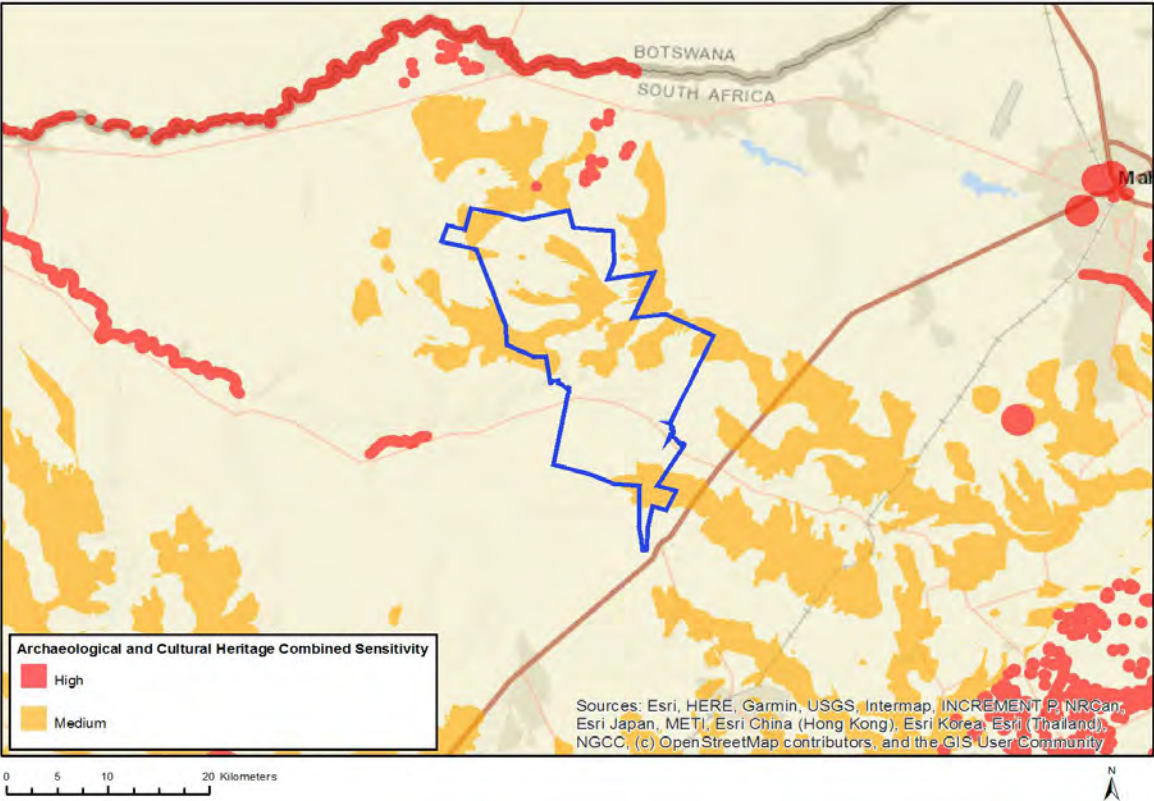 BOTSWANA
SOUTH AFRICA
Mah
Archaeological and Cultural Heritage Combined Sensitivity
High
Medium
Sources: Esri, HERE, Garmin, USGS, Intermap, INCREMENT P, NRCan,
Esri Japan, METI, Esri China (Hong Kong), Esri Korea, Esri (Thailand),
NGCC, (c) OpenStreetMap contributors, and the GIS User Community
0 5 10 20 Kilometers
N